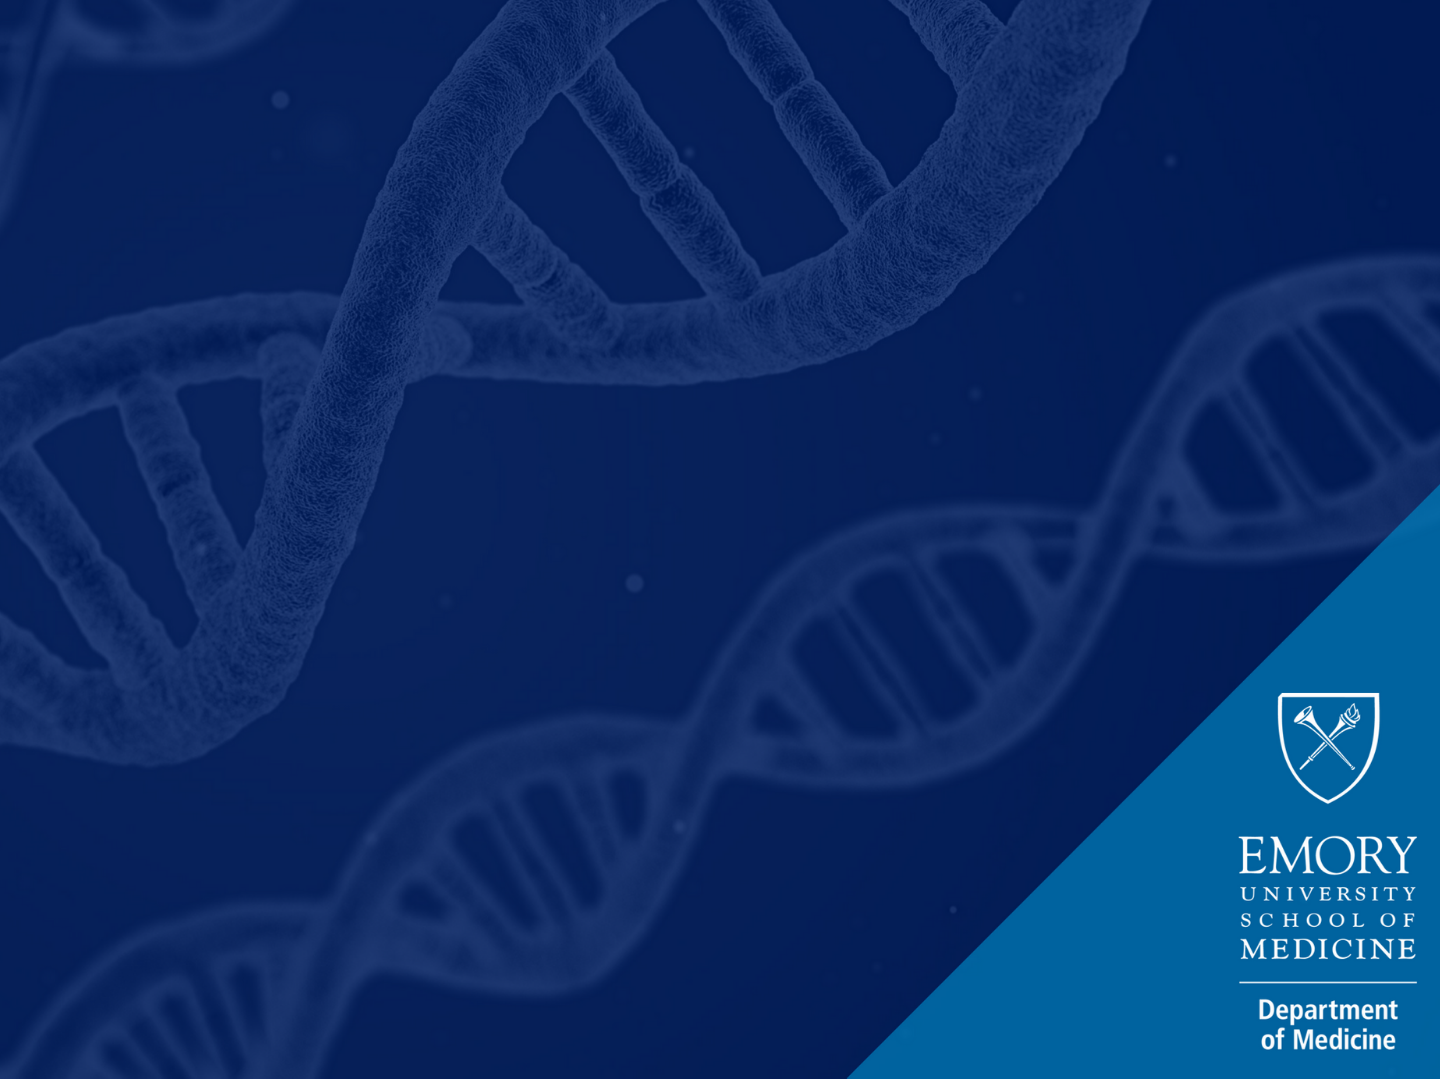 EMORY
UNIVERSITY
SCHOOL OF
MEDICINE
Department
of Medicine